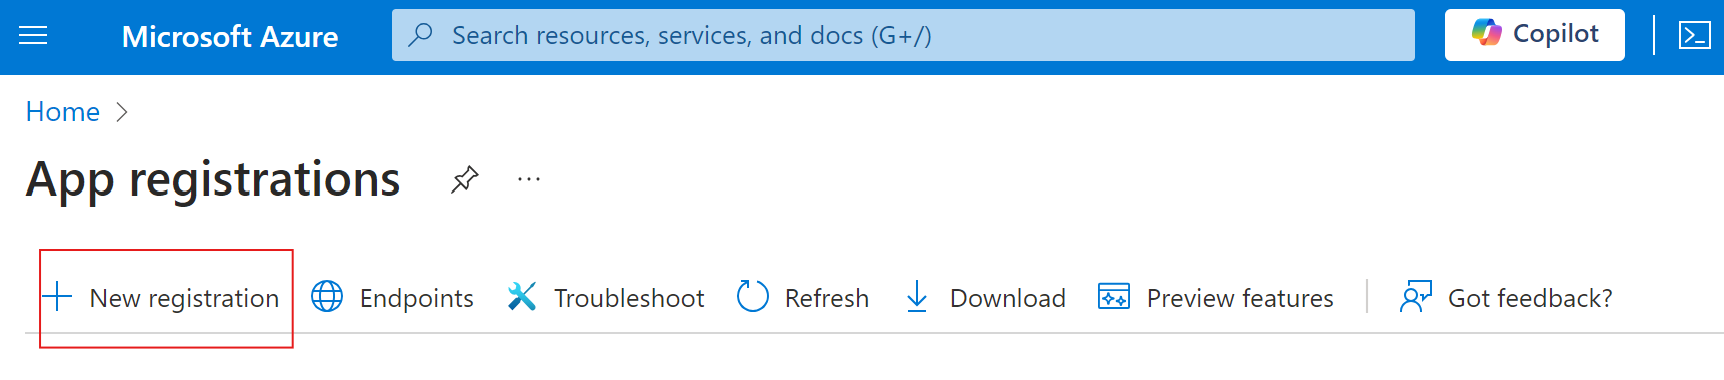 Microsoft Azure Search resources, services, and docs (G+/) Copilot
Home
App registrations
New registration Endpoints Troubleshoot Refresh Download Preview features Got feedback?